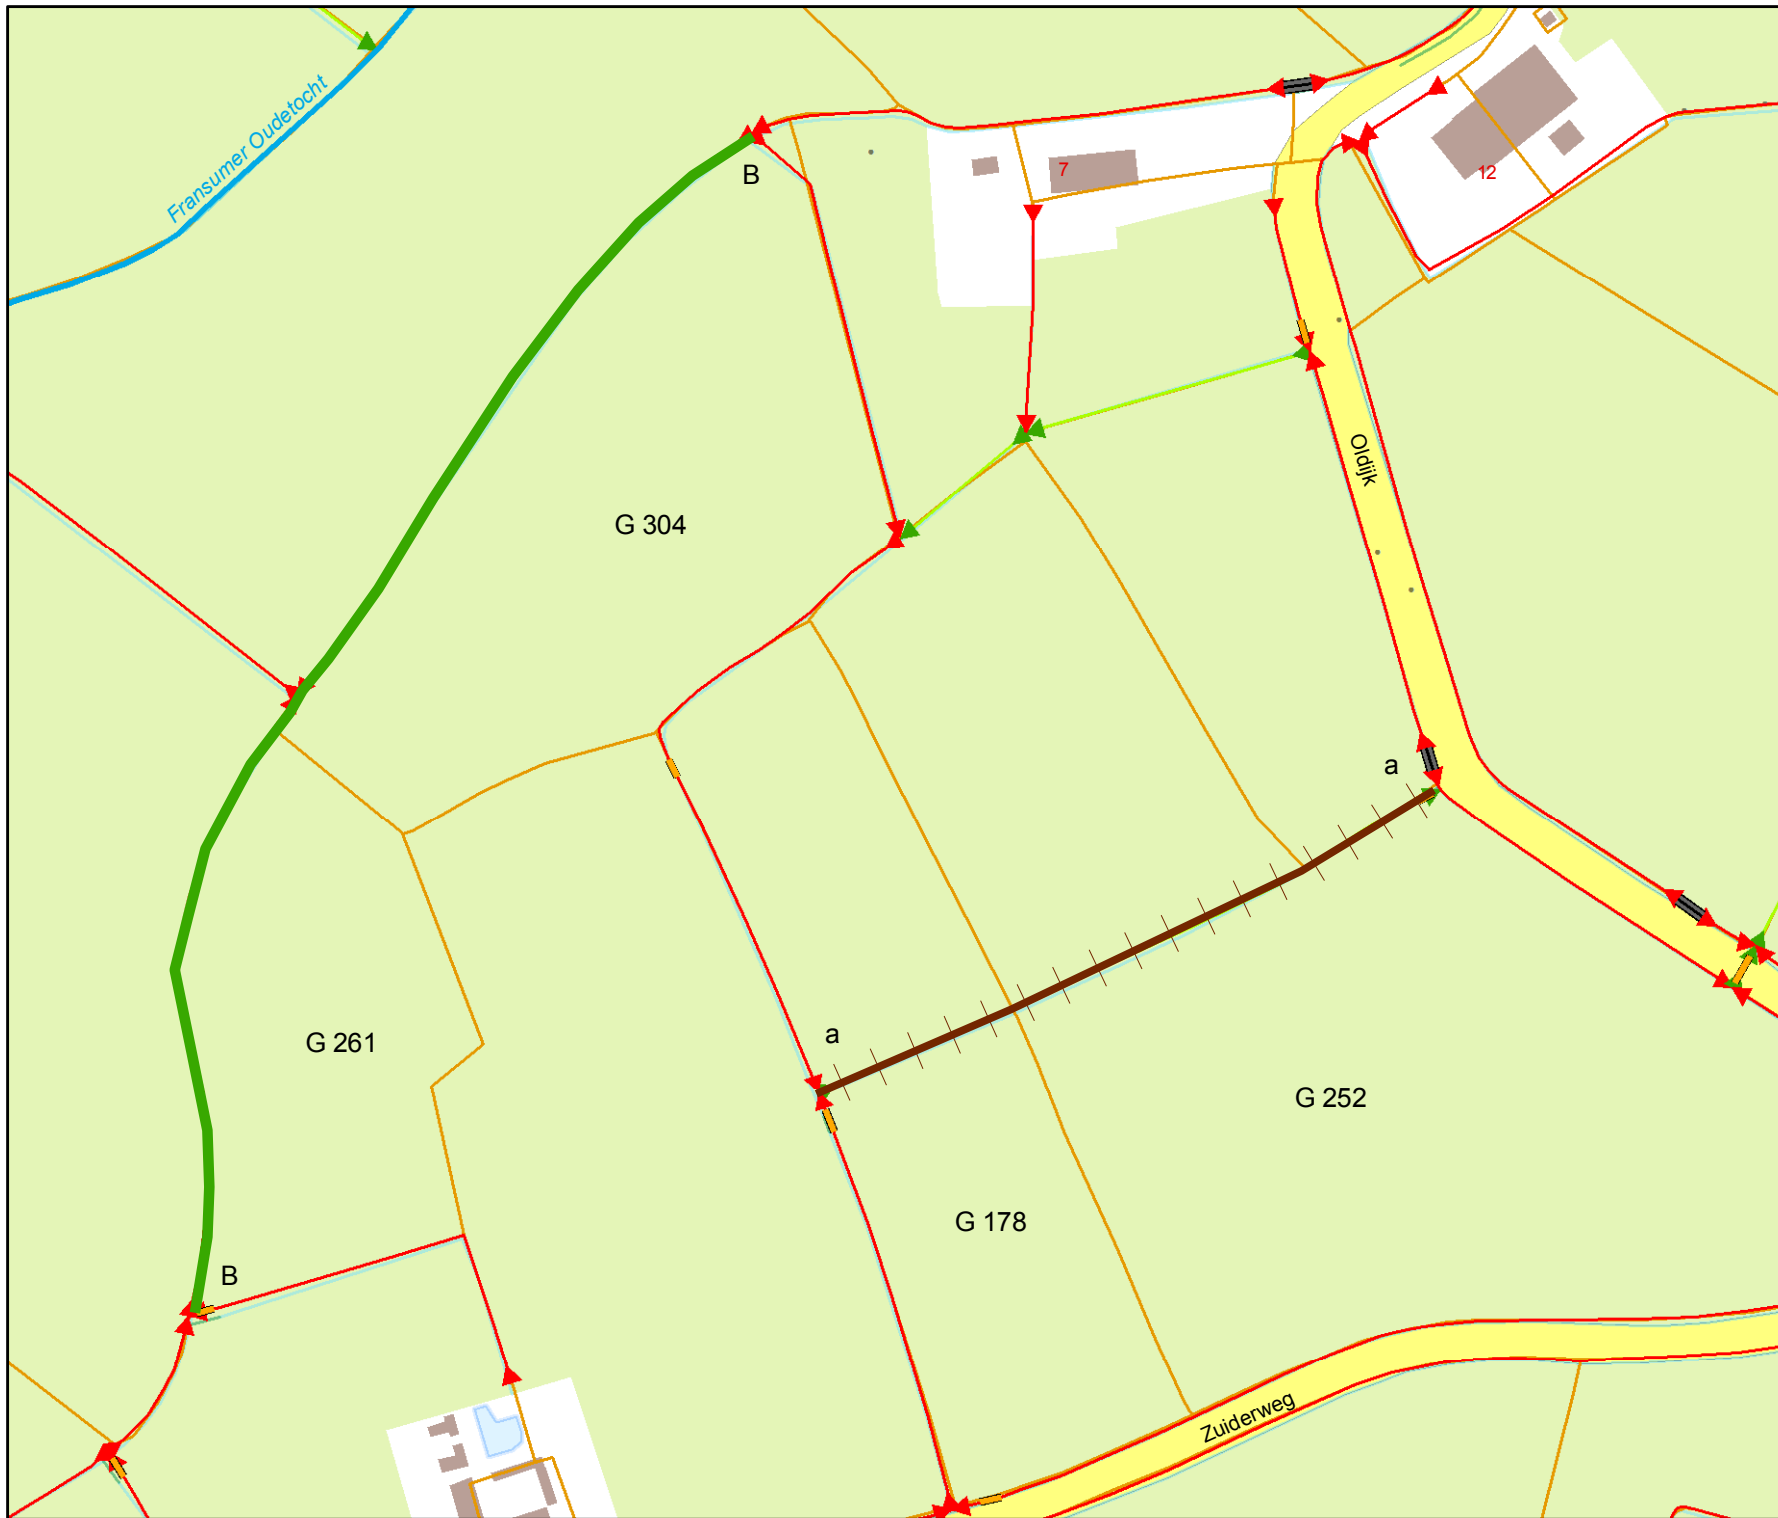 Fransumer Oudetocht
B
7
12
Oldijk
G 304
a
a
G 261
G 252
G 178
B
Zuiderweg